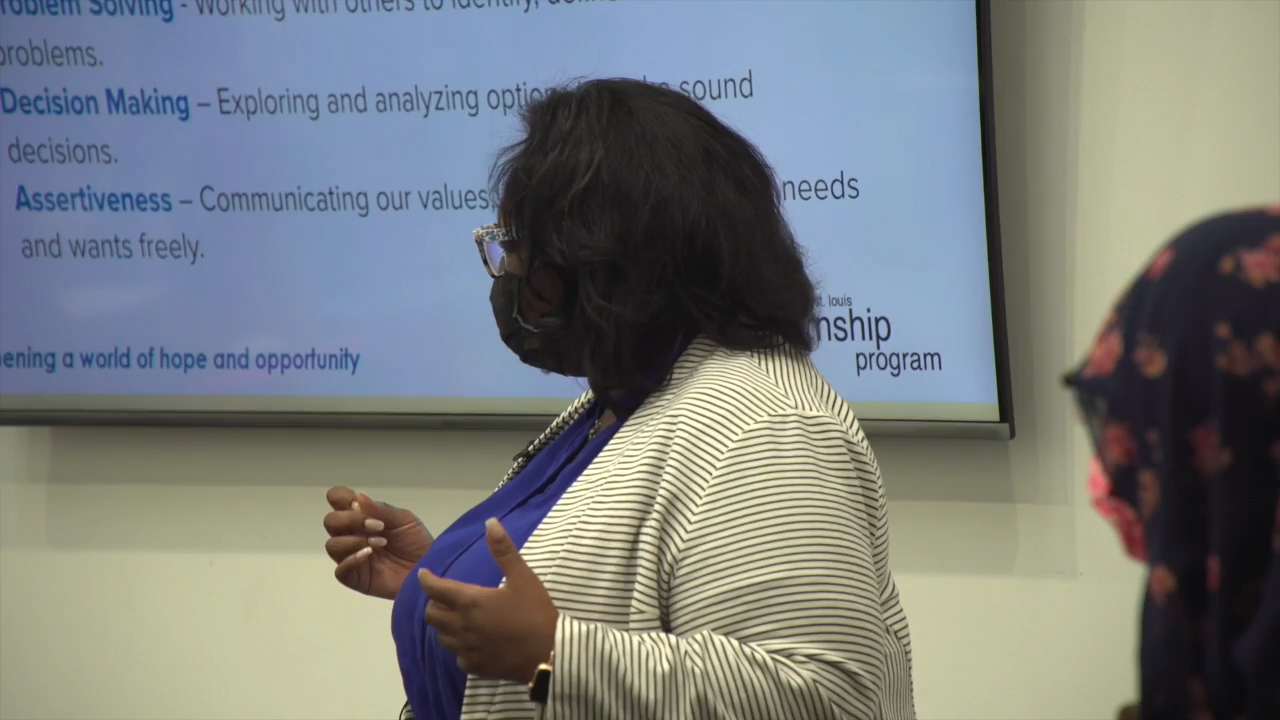 roblem Solving - Working with others to identify, define
problems.
Decision Making – Exploring and analyzing optio sound
decisions.
Assertiveness – Communicating our values, needs
and wants freely.
st. louis
nship
program
ening a world of hope and opportunity